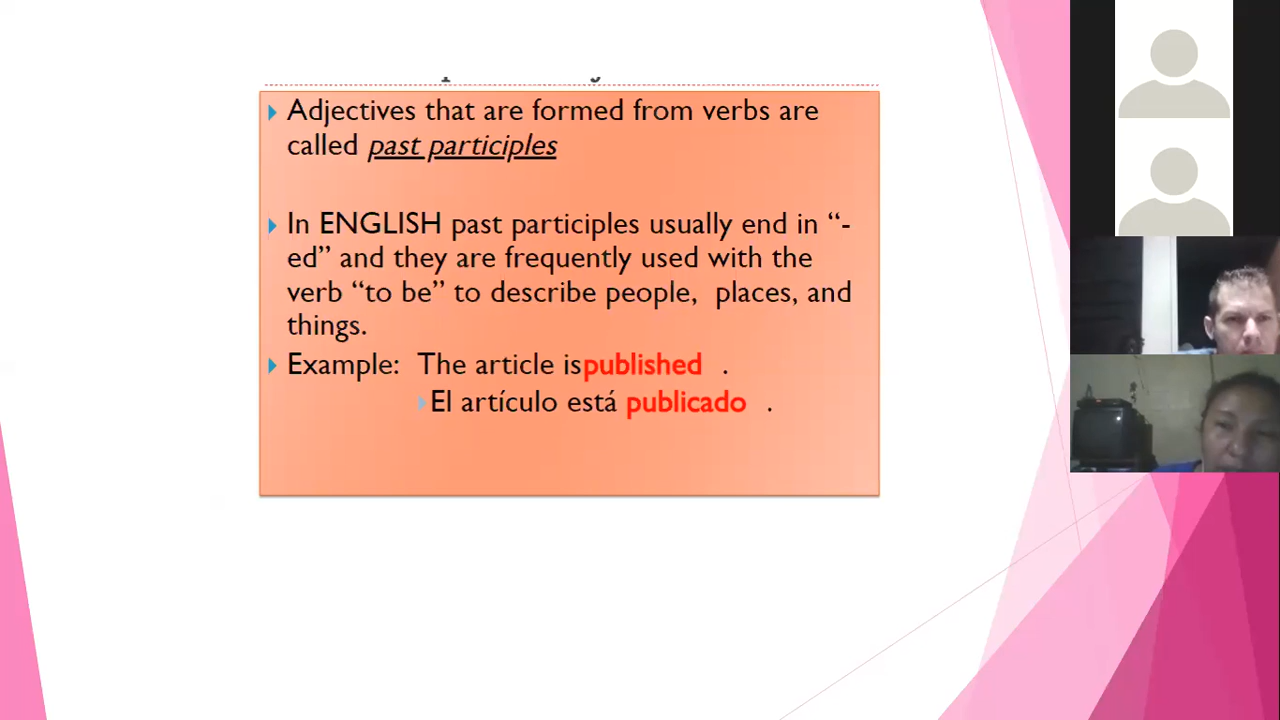 Adjectives that are formed from verbs are
called past participles
In ENGLISH past participles usually end in “-
ed” and they are frequently used with the
verb “to be” to describe people, places, and
things.
Example: The article is published .
El artículo está publicado .